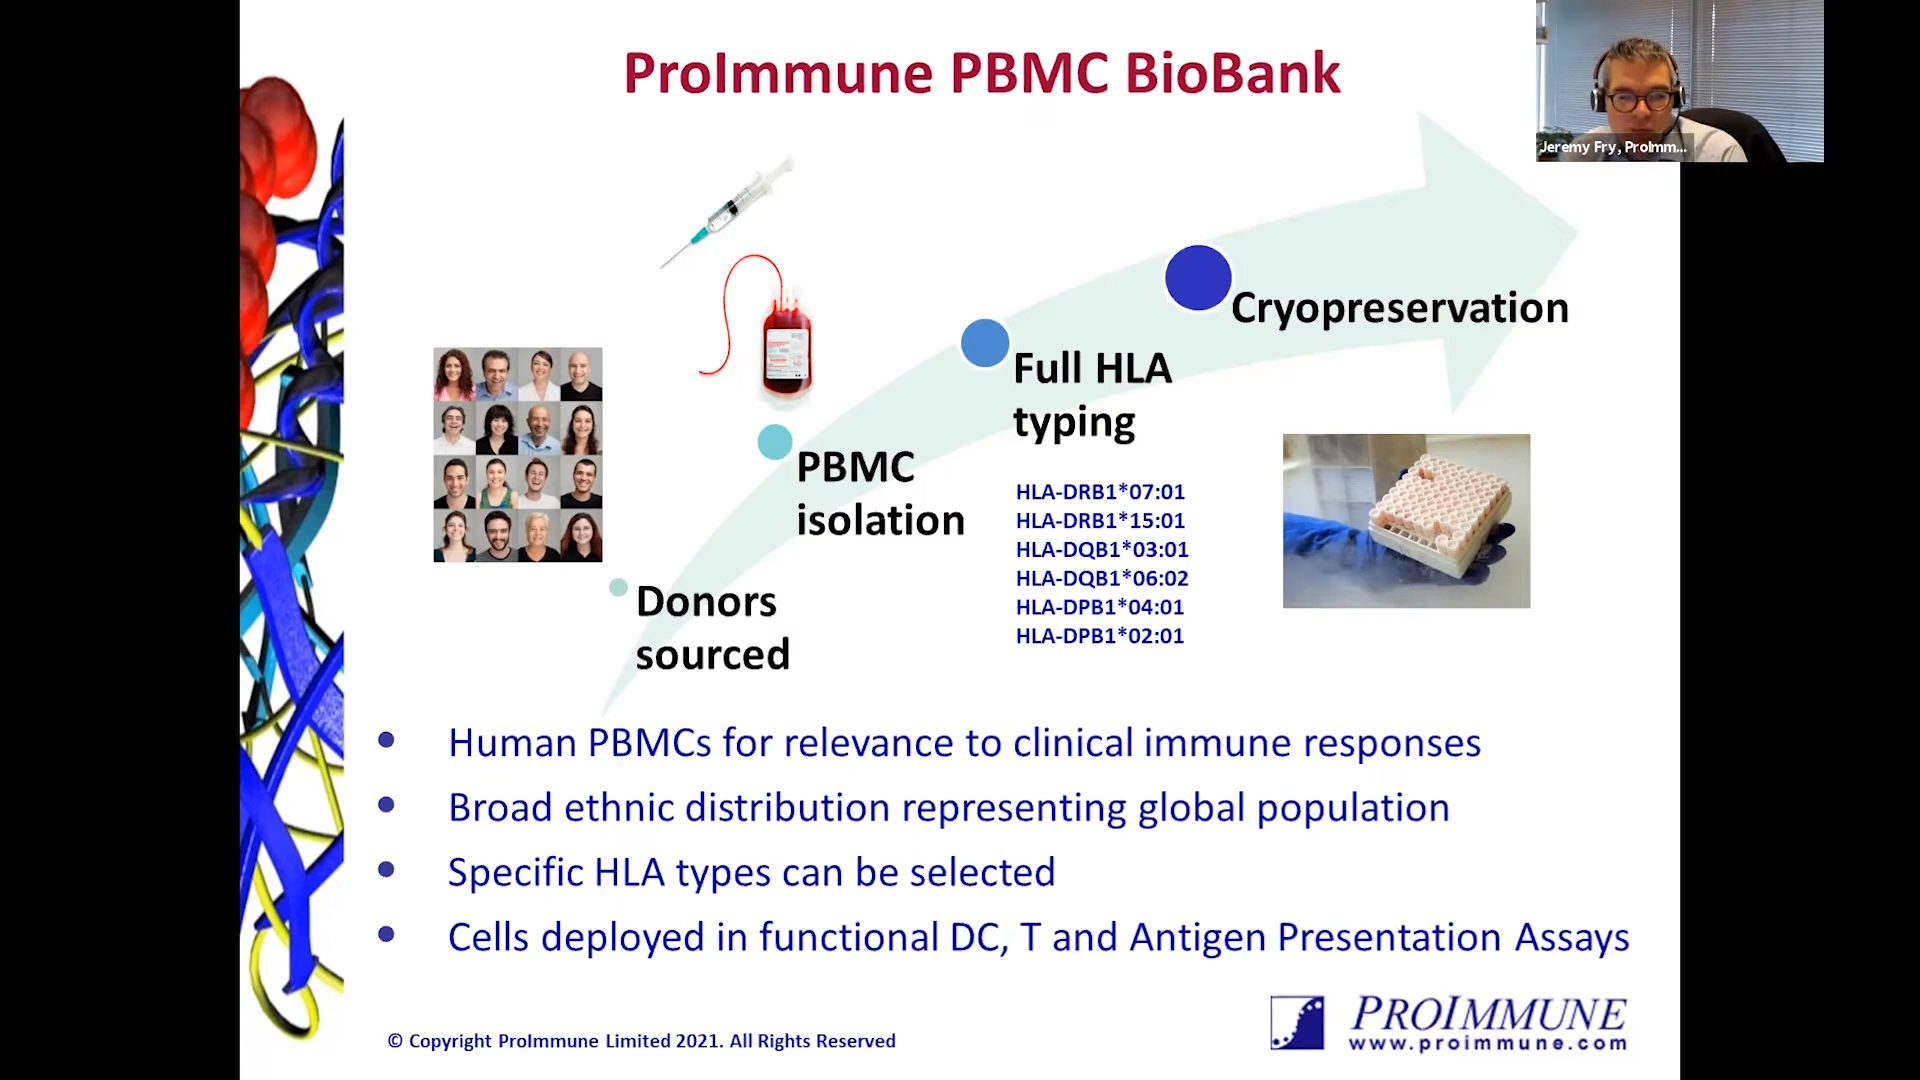 ProImmune PBMC BioBank
Jeremy Fry, ProImm...
Cryopreservation
Full HLA
typing
PBMC
isolation
HLA-DRB1*07:01
HLA-DRB1*15:01
HLA-DQB1*03:01
HLA-DQB1*06:02
HLA-DPB1*04:01
HLA-DPB1*02:01
Donors
sourced
• Human PBMCs for relevance to clinical immune responses
• Broad ethnic distribution representing global population
• Specific HLA types can be selected
• Cells deployed in functional DC, T and Antigen Presentation Assays
© Copyright ProImmune Limited 2021. All Rights Reserved
PROIMMUNE
www.proimmune.com